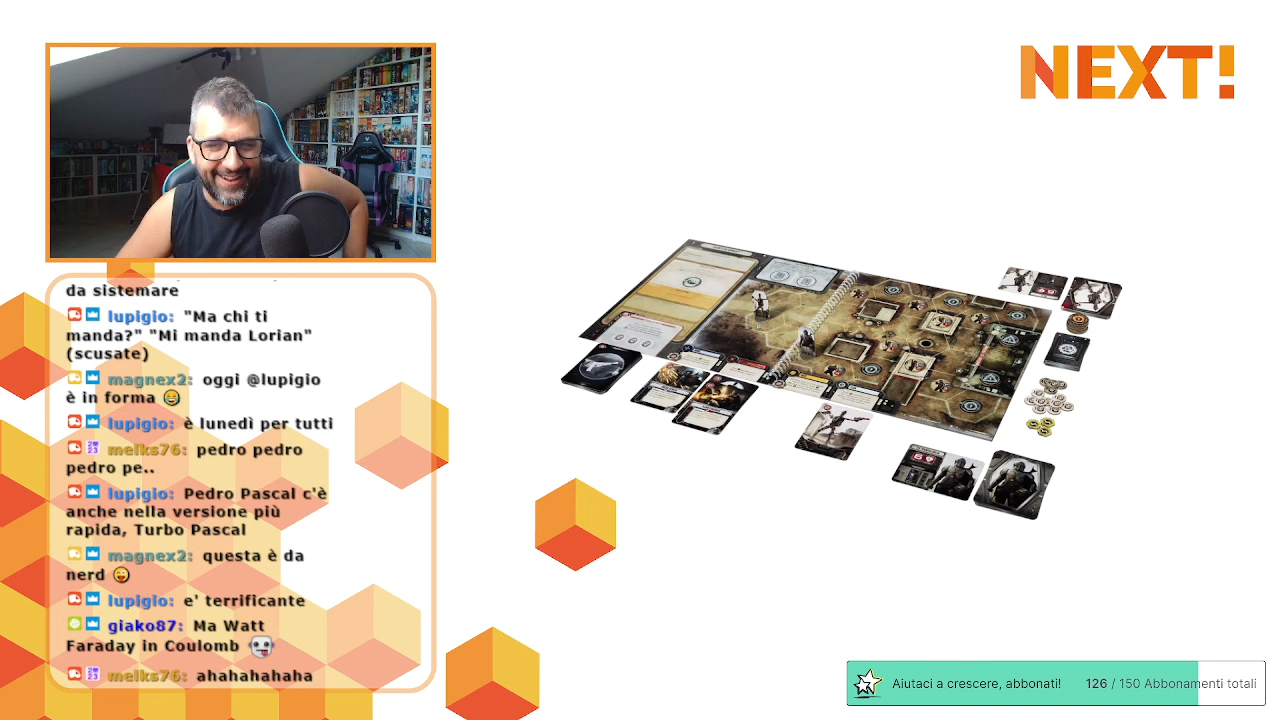 NEXT!
da sistemare
lupigio: "Ma chi ti
manda?" "Mi manda Lorian"
(scusate)
magnex2: oggi @lupigio
è in forma 😂
lupigio: è lunedì per tutti
melks76: pedro pedro
pedro pe..
lupigio: Pedro Pascal c'è
anche nella versione più
rapida, Turbo Pascal
magnex2: questa è da
nerd 😜
lupigio: e' terrificante
giako87: Ma Watt
Faraday in Coulomb
melks76: ahahahahaha
Aiutaci a crescere, abbonati! 126 / 150 Abbonamenti totali